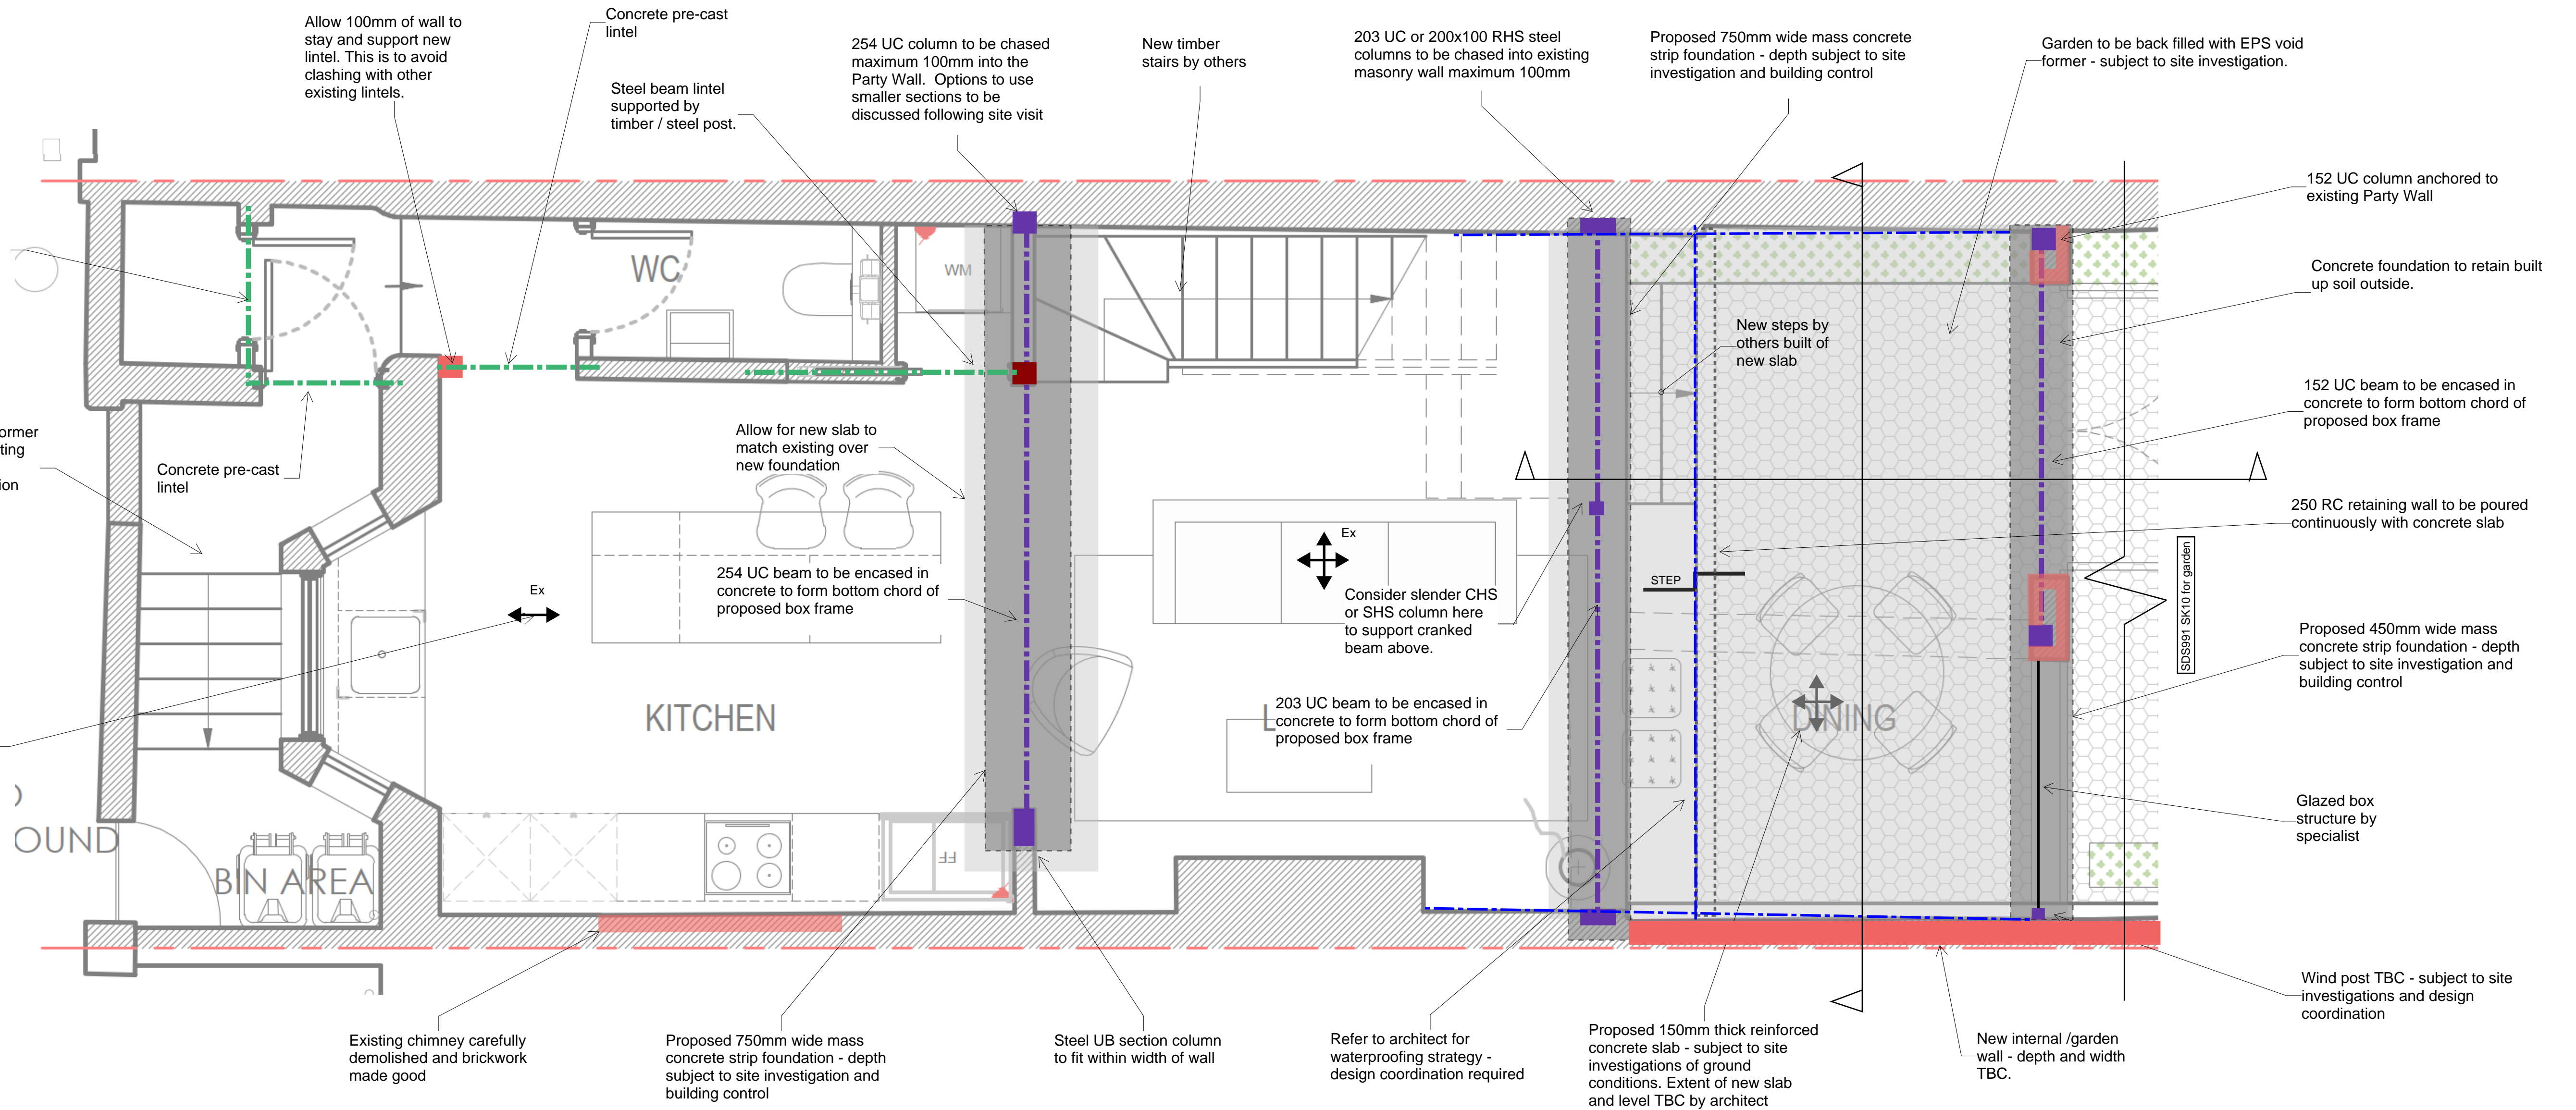 Allow 100mm of wall to
stay and support new
lintel. This is to avoid
clashing with other
existing lintels.
Concrete pre-cast
lintel
Steel beam lintel
supported by
timber / steel post.
254 UC column to be chased
maximum 100mm into the
Party Wall. Options to use
smaller sections to be
discussed following site visit
New timber
stairs by others
203 UC or 200x100 RHS steel
columns to be chased into existing
masonry wall maximum 100mm
Proposed 750mm wide mass concrete
strip foundation - depth subject to site
investigation and building control
Garden to be back filled with EPS void
former - subject to site investigation.
152 UC column anchored to
existing Party Wall
Concrete foundation to retain built
up soil outside.
152 UC beam to be encased in
concrete to form bottom chord of
proposed box frame
250 RC retaining wall to be poured
continuously with concrete slab
SDS991 SK10 for garden
Proposed 450mm wide mass
concrete strip foundation - depth
subject to site investigation and
building control
Glazed box
structure by
specialist
Wind post TBC - subject to site
investigations and design
coordination
WC
WM
New steps by
others built of
new slab
ormer
ting
ion
Concrete pre-cast
lintel
Allow for new slab to
match existing over
new foundation
Ex
Ex
254 UC beam to be encased in
concrete to form bottom chord of
proposed box frame
Consider slender CHS
or SHS column here
to support cranked
beam above.
STEP
KITCHEN
203 UC beam to be encased in
concrete to form bottom chord of
proposed box frame
L
DINING
OUND
BIN AREA
FF
Existing chimney carefully
demolished and brickwork
made good
Proposed 750mm wide mass
concrete strip foundation - depth
subject to site investigation and
building control
Steel UB section column
to fit within width of wall
Refer to architect for
waterproofing strategy -
design coordination required
Proposed 150mm thick reinforced
concrete slab - subject to site
investigations of ground
conditions. Extent of new slab
and level TBC by architect
New internal /garden
wall - depth and width
TBC.